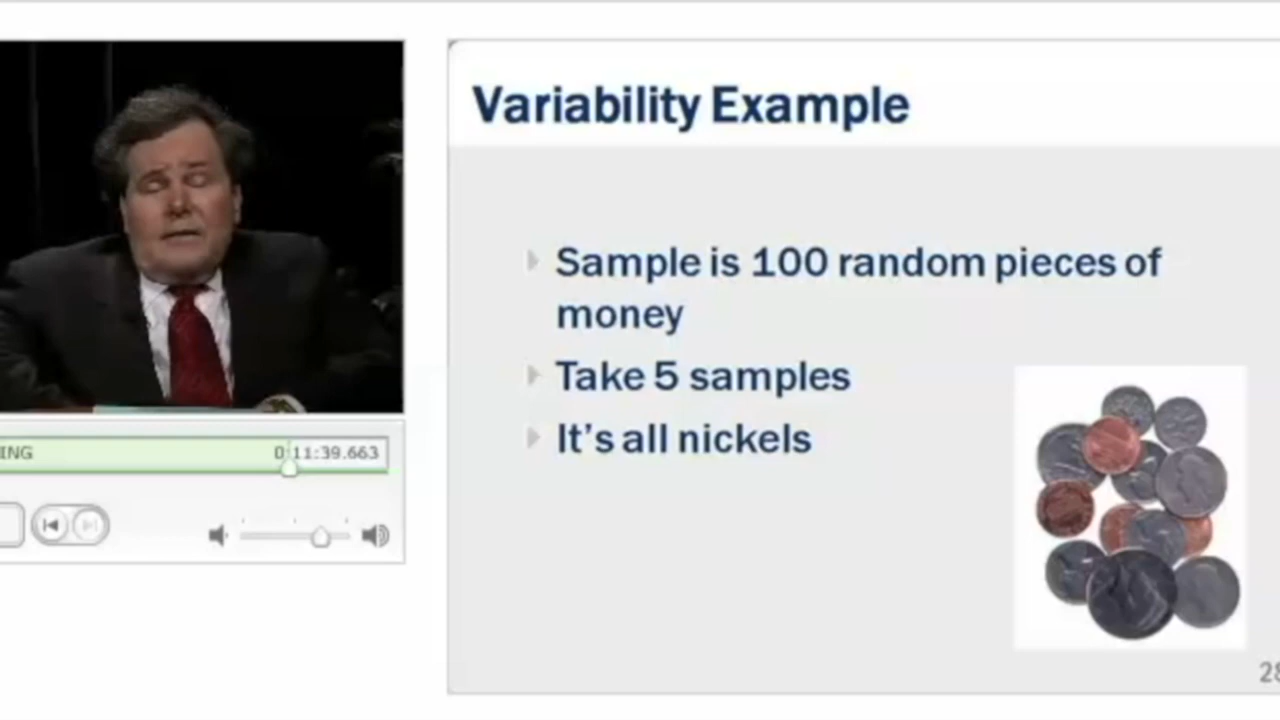 Variability Example
Sample is 100 random pieces of
money
Take 5 samples
It's all nickels
ING
0:11:39.663
28